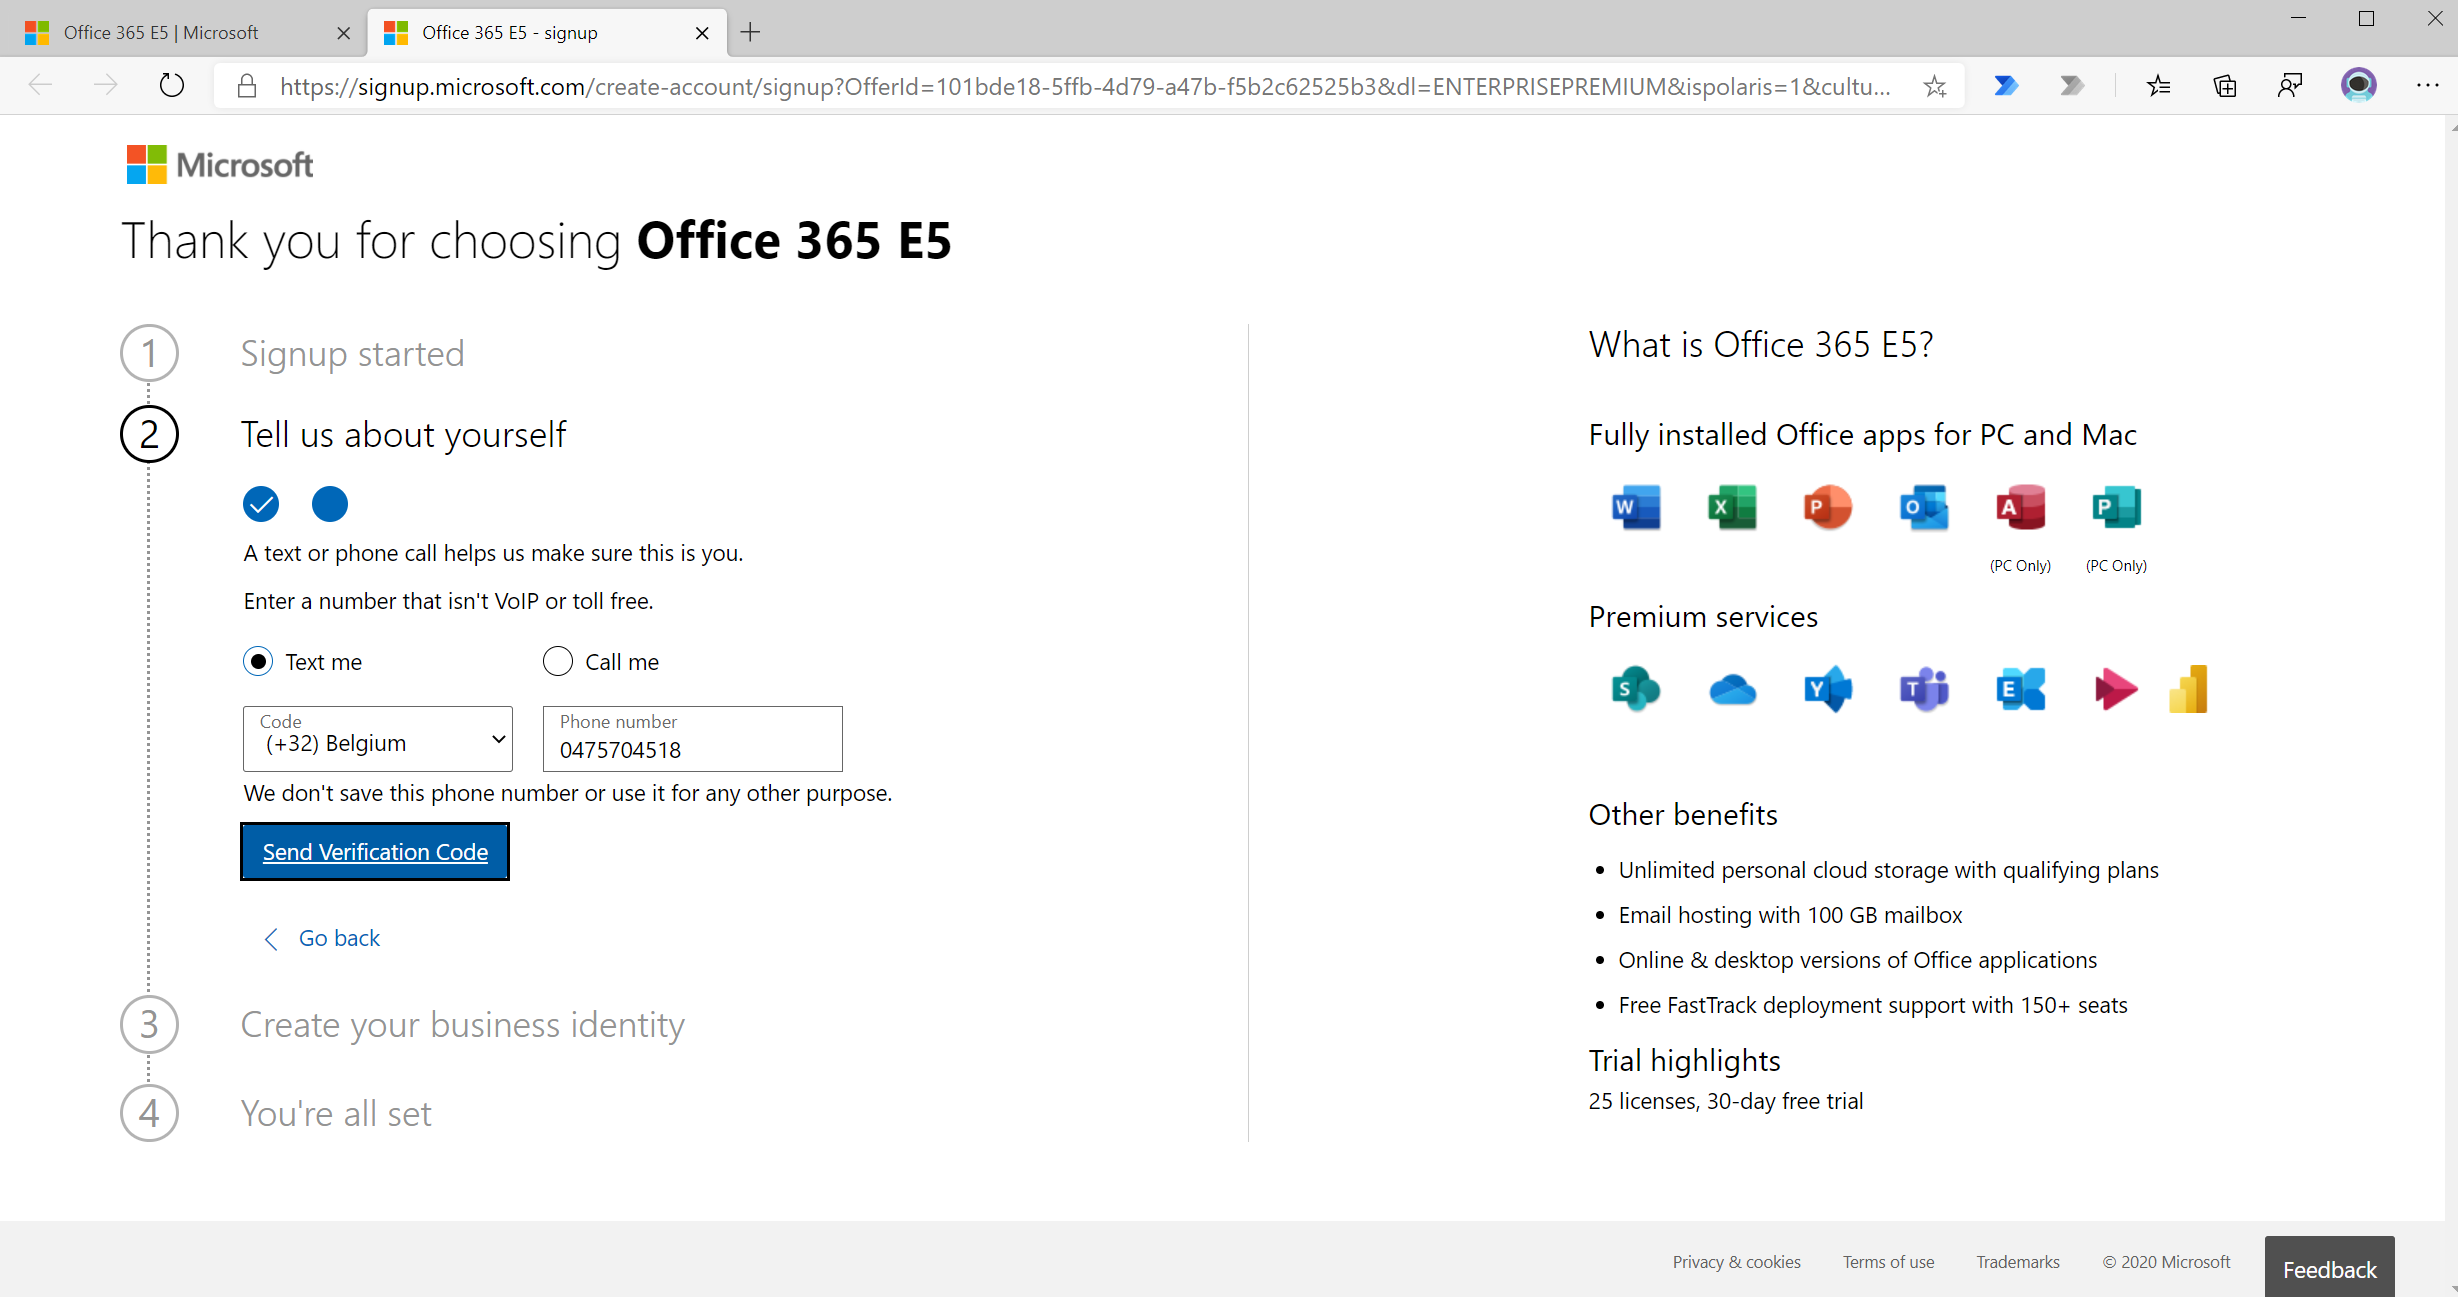 Office 365 E5 | Microsoft
Office 365 E5 - signup
https://signup.microsoft.com/create-account/signup?OfferId=101bde18-5ffb-4d79-a47b-f5b2c62525b3&dl=ENTERPRISEPREMIUM&ispolaris=1&cultu...
Microsoft
Thank you for choosing Office 365 E5
1 Signup started
2 Tell us about yourself
A text or phone call helps us make sure this is you.
Enter a number that isn't VoIP or toll free.
Text me
Call me
Code
(+32) Belgium
Phone number
0475704518
We don't save this phone number or use it for any other purpose.
Send Verification Code
Go back
3 Create your business identity
4 You're all set
What is Office 365 E5?
Fully installed Office apps for PC and Mac
W X P O A P
(PC Only) (PC Only)
Premium services
S Y T E
Other benefits
• Unlimited personal cloud storage with qualifying plans
• Email hosting with 100 GB mailbox
• Online & desktop versions of Office applications
• Free FastTrack deployment support with 150+ seats
Trial highlights
25 licenses, 30-day free trial
Privacy & cookies Terms of use Trademarks © 2020 Microsoft
Feedback